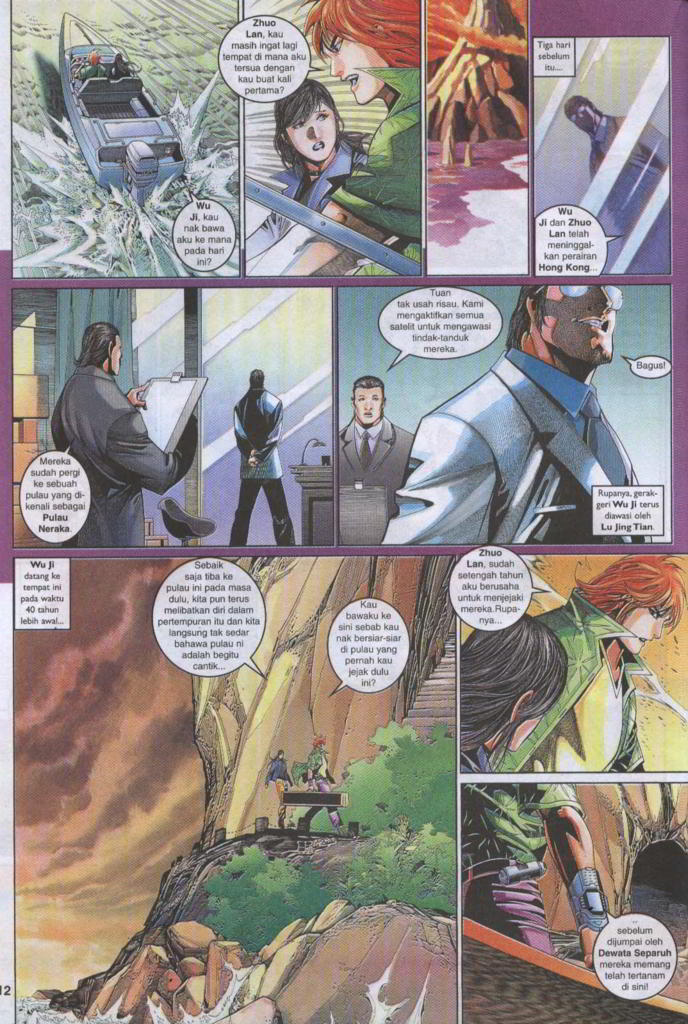 Wu
Ji, kau
nak bawa
aku ke mana
pada hari
ini?
Zhuo
Lan, kau
masih ingat lagi
tempat di mana aku
tersua dengan
kau buat kali
pertama?
Tiga hari
sebelum
itu....
Wu
Ji dan Zhuo
Lan telah
meninggal-
kan perairan
Hong Kong...
Mereka
sudah pergi
ke sebuah
pulau yang di-
kenali sebagai
Pulau
Neraka.
Tuan
tak usah risau. Kami
mengaktifkan semua
satelit untuk mengawasi
tindak-tanduk
mereka.
Bagus!
Rupanya, gerak-
geri Wu Ji terus
diawasi oleh
Lu Jing Tian.
Wu Ji
datang ke
tempat ini
pada waktu
40 tahun
lebih awal...
Sebaik
saja tiba ke
pulau ini pada masa
dulu, kita pun terus
melibatkan diri dalam
pertempuran itu dan kita
langsung tak sedar
bahawa pulau ni
adalah begitu
cantik...
Kau
bawaku ke
sini sebab kau
nak bersiar-siar
di pulau yang
pernah kau
jejak dulu
ini?
Zhuo
Lan, sudah
setengah tahun
aku berusaha
untuk menjejaki
mereka.Rupa-
nya...
.. sebelum
dijumpai oleh
Dewata Separuh
mereka memang
telah tertanam
di sini!
12